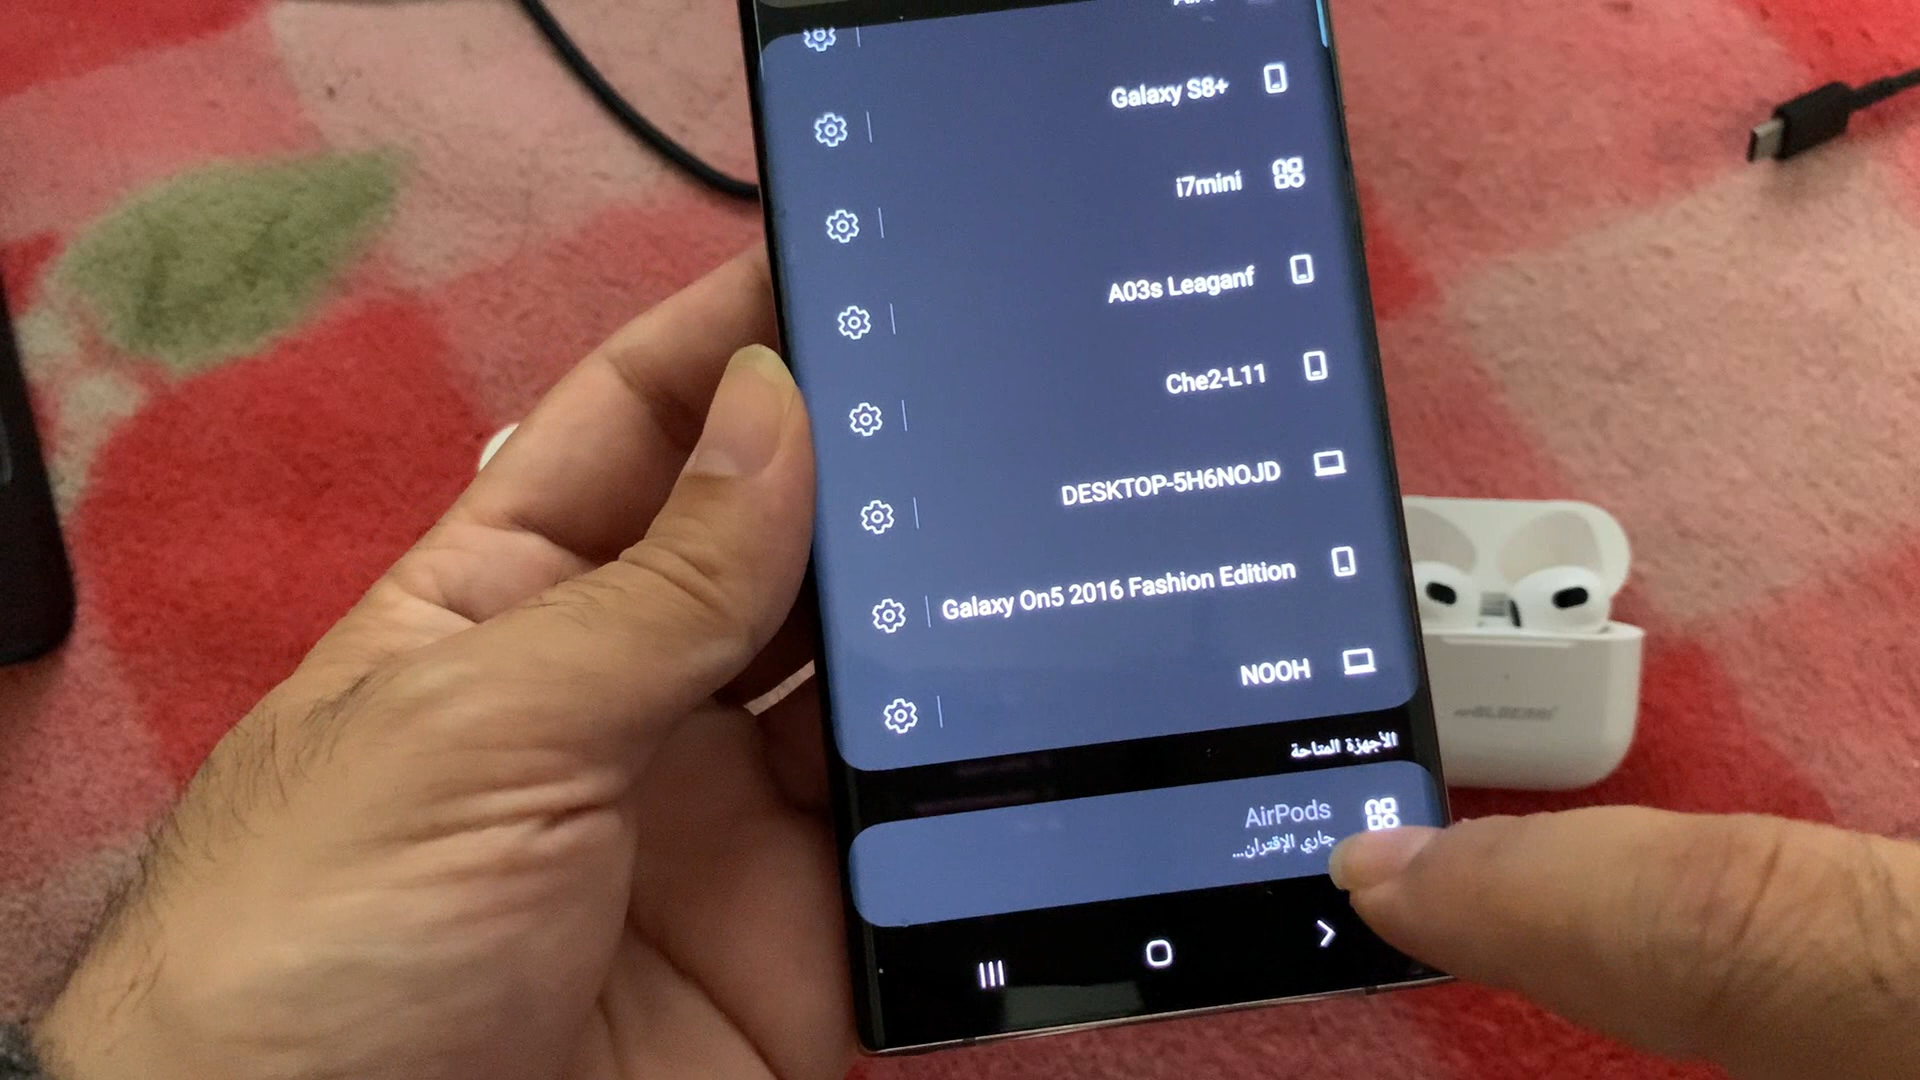 Galaxy S8+
i7mini
A03s Leaganf
Che2-L11
DESKTOP-5H6NOJD
Galaxy On5 2016 Fashion Edition
NOOH
الأجهزة المتاحة
AirPods
جاري الإقتران...